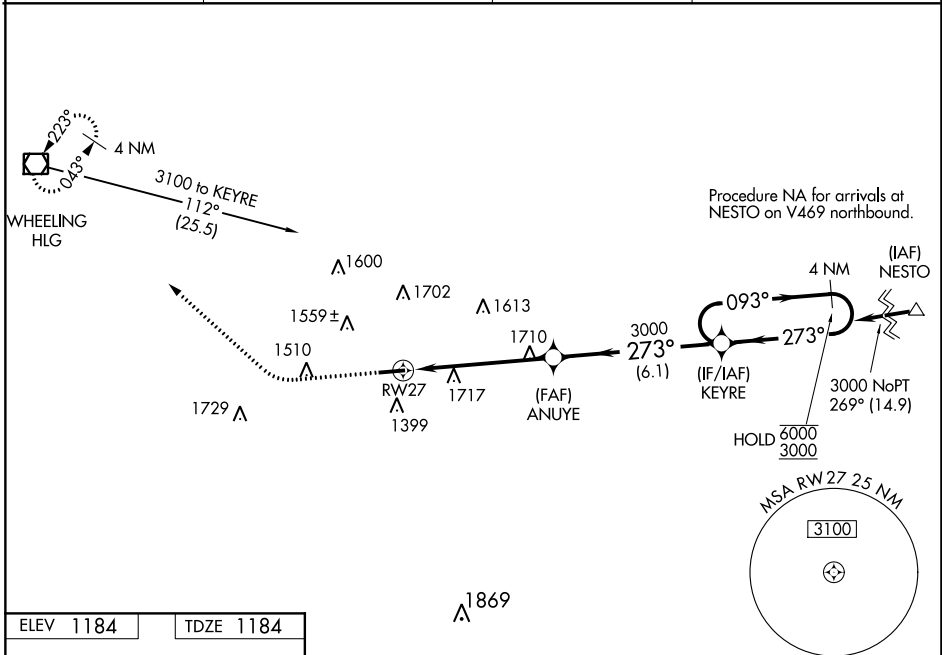 223°
043°
4 NM
WHEELING
HLG
3100 to KEYRE
112°
(25.5)
Procedure NA for arrivals at
NESTO on V469 northbound.
(IAF)
NESTO
4 NM
093°
273°
1600
1702
1613
1559±
1510
1710
3000
273°
(6.1)
(IF/IAF)
KEYRE
3000 NoPT
269° (14.9)
RW27
1717
(FAF)
ANUYE
1729
1399
HOLD 6000
3000
MSA RW27 25 NM
3100
1869
ELEV 1184
TDZE 1184